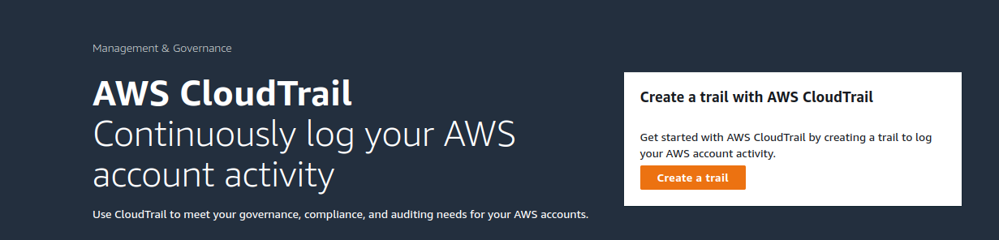 Management & Governance
AWS CloudTrail
Continuously log your AWS
account activity
Use CloudTrail to meet your governance, compliance, and auditing needs for your AWS accounts.
Create a trail with AWS CloudTrail
Get started with AWS CloudTrail by creating a trail to log
your AWS account activity.
Create a trail